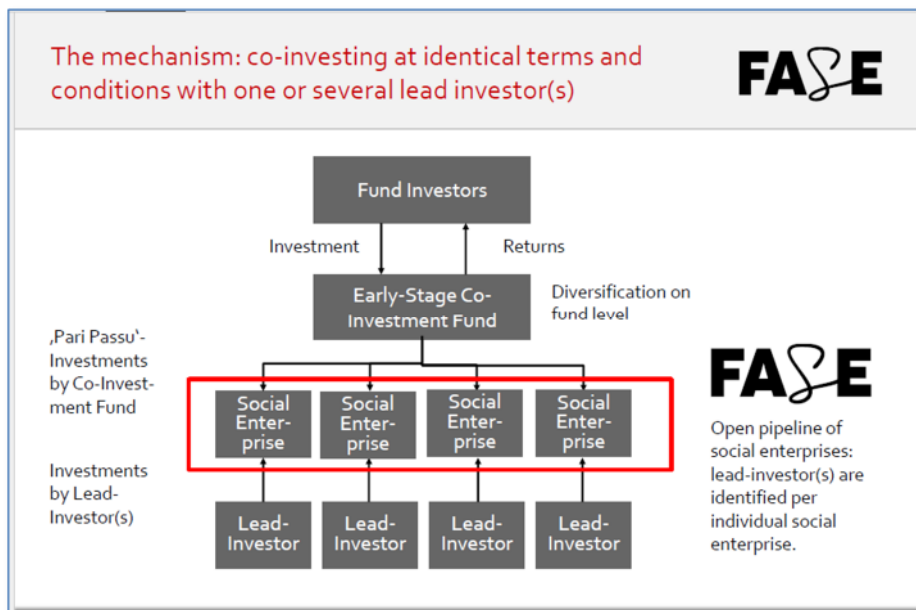 The mechanism: co-investing at identical terms and
conditions with one or several lead investor(s)
FASE
Fund Investors
Investment
Returns
Early-Stage Co-
Investment Fund
Diversification on
fund level
‚Pari Passu‘-
Investments
by Co-Invest-
ment Fund
Social
Enter-
prise
Social
Enter-
prise
Social
Enter-
prise
Social
Enter-
prise
FASE
Open pipeline of
social enterprises:
lead-investor(s) are
identified per
individual social
enterprise.
Investments
by Lead-
Investor(s)
Lead-
Investor
Lead-
Investor
Lead-
Investor
Lead-
Investor